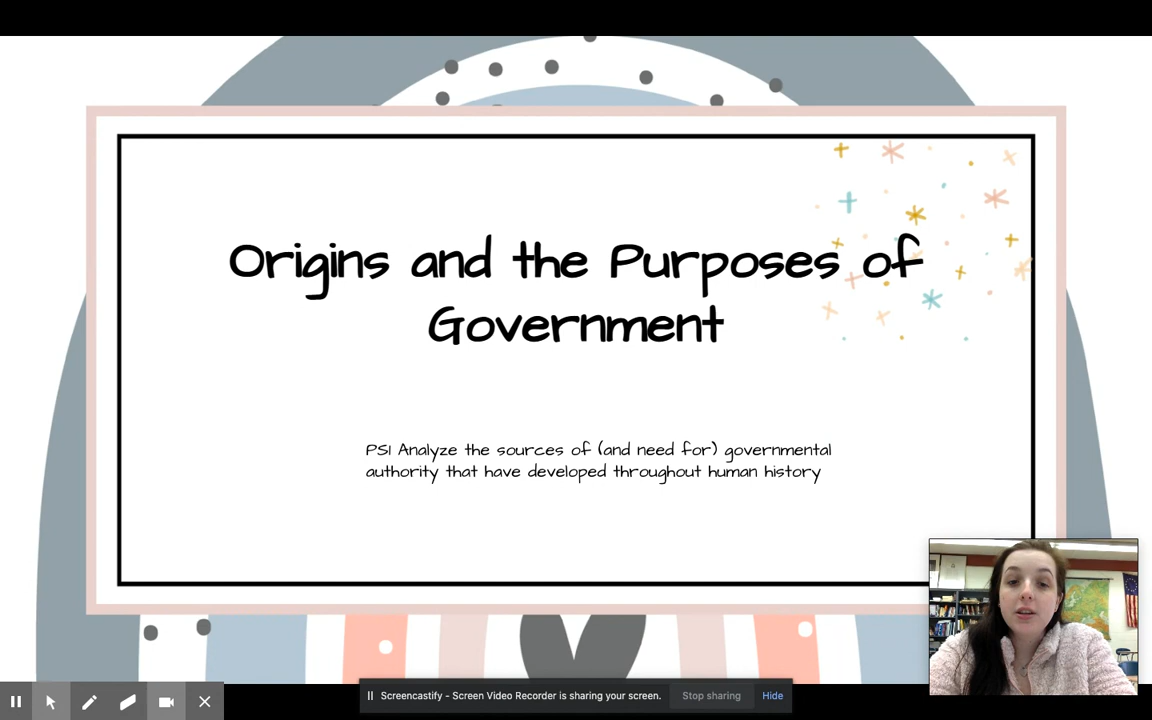 Origins and the Purposes of
Government
PS1 Analyze the sources of (and need for) governmental
authority that have developed throughout human history
Screencastify - Screen Video Recorder is sharing your screen.
Stop sharing
Hide